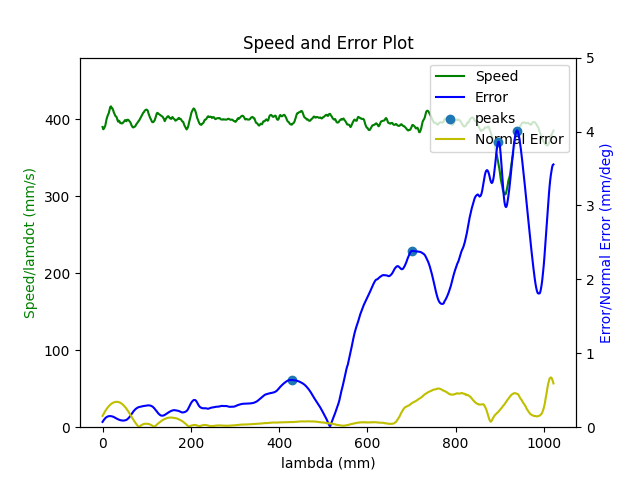 Speed and Error Plot
Speed
Error
peaks
Normal Error
Speed/lamdot (mm/s)
400
300
200
100
0
5
4
3
2
1
0
Error/Normal Error (mm/deg)
0 200 400 600 800 1000
lambda (mm)